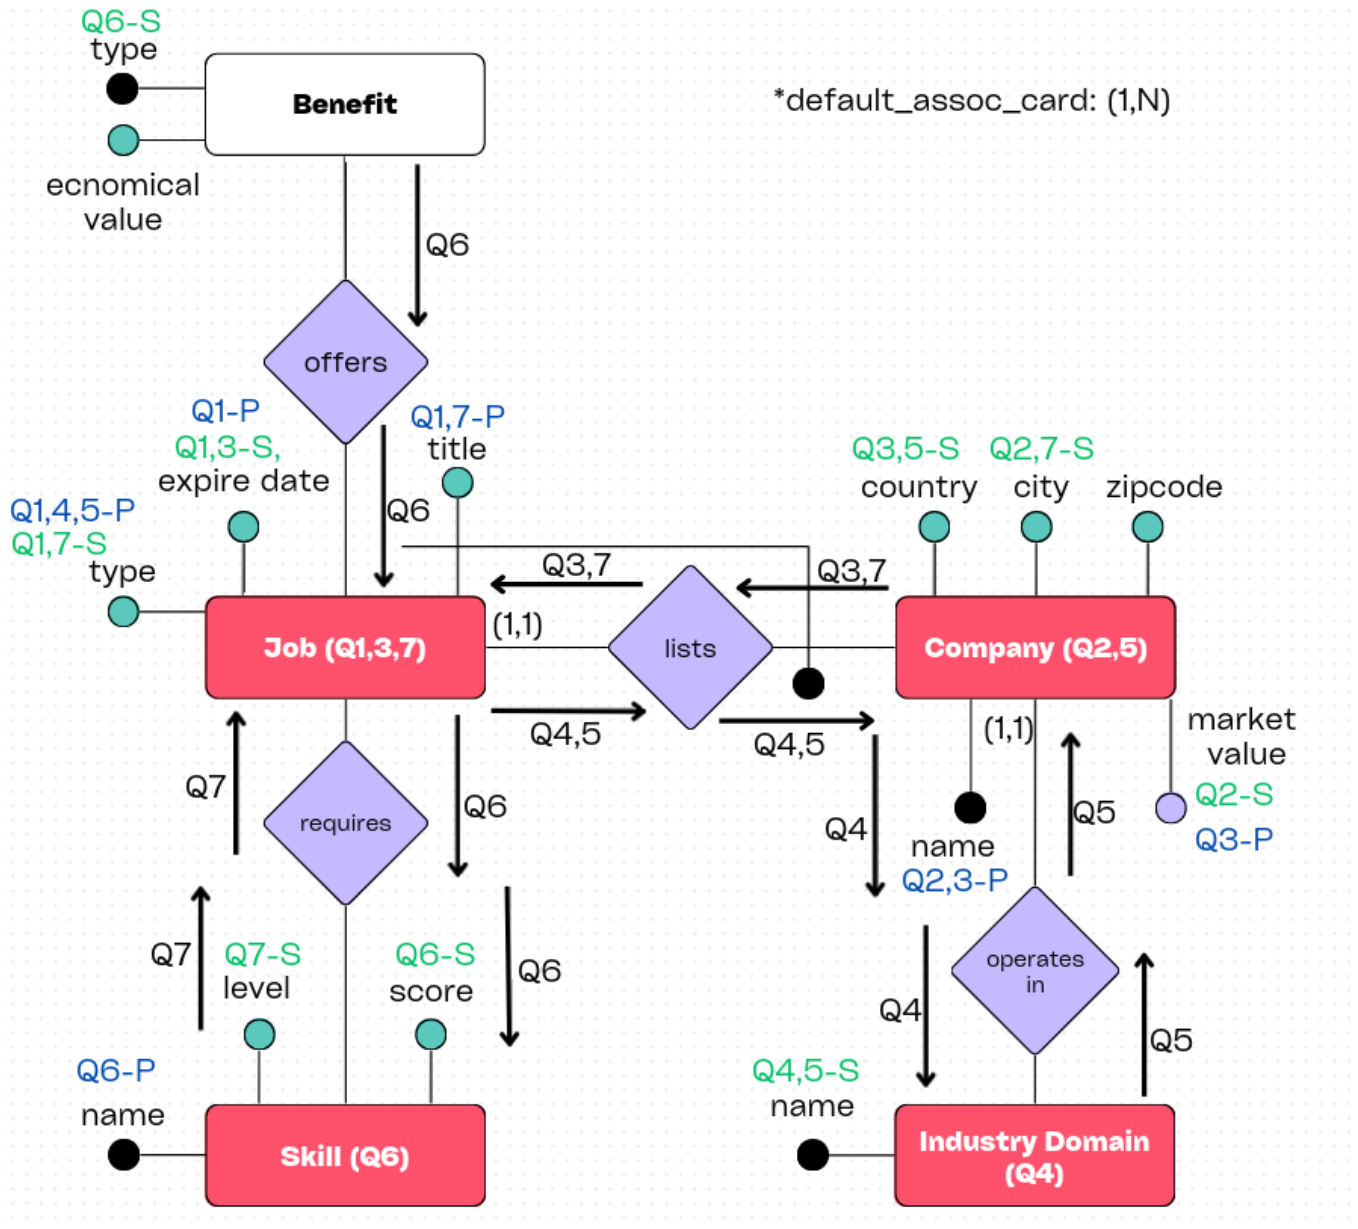 Q6-S
type
Benefit
*default_assoc_card: (1,N)
ecnomical
value
Q6
offers
Q1-P
Q1,7-P
Q1,3-S,
title
expire date
Q3,5-S
Q2,7-S
country
city
zipcode
Q1,4,5-P
Q6
Q1,7-S
type
Q3,7
Q3,7
(1,1)
Job (Q1,3,7)
lists
Company (Q2,5)
Q4,5
Q4,5
(1,1)
market
value
Q7
Q6
Q2-S
requires
Q4
Q5
Q3-P
name
Q2,3-P
Q7
Q7-S
level
Q6-S
score
Q6
operates
in
Q4
Q5
Q6-P
name
Q4,5-S
name
Skill (Q6)
Industry Domain
(Q4)